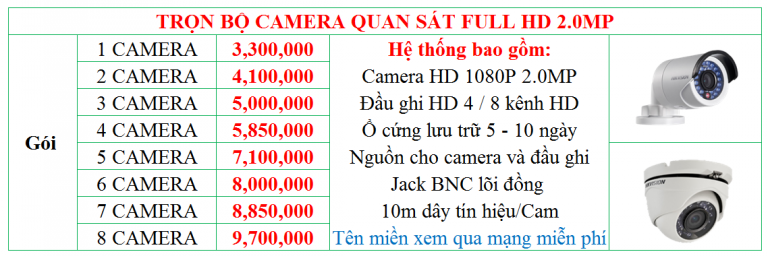 TRỌN BỘ CAMERA QUAN SÁT FULL HD 2.0MP
Gói
1 CAMERA 3,300,000 Hệ thống bao gồm:
2 CAMERA 4,100,000 Camera HD 1080P 2.0MP
3 CAMERA 5,000,000 Đầu ghi HD 4 / 8 kênh HD
4 CAMERA 5,850,000 Ổ cứng lưu trữ 5 - 10 ngày
5 CAMERA 7,100,000 Nguồn cho camera và đầu ghi
6 CAMERA 8,000,000 Jack BNC lõi đồng
7 CAMERA 8,850,000 10m dây tín hiệu/Cam
8 CAMERA 9,700,000 Tên miền xem qua mạng miễn phí